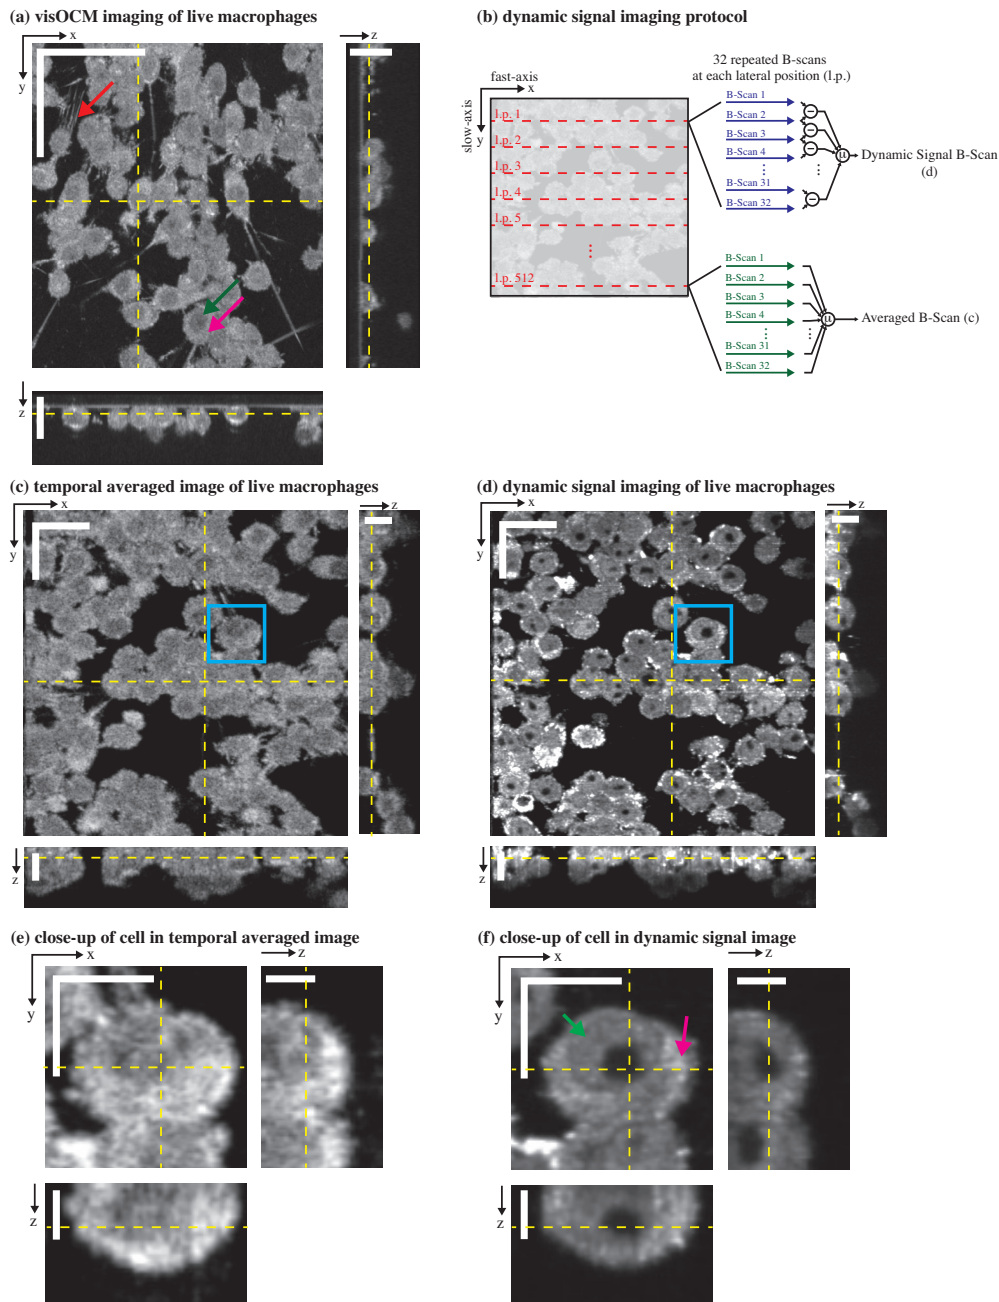 (a) visOCM imaging of live macrophages
x
y
z
z
(b) dynamic signal imaging protocol
fast-axis
x
slow-axis
y
l.p. 1
l.p. 2
l.p. 3
l.p. 4
l.p. 5
⋮
l.p. 512
32 repeated B-scans
at each lateral position (l.p.)
B-Scan 1
B-Scan 2
B-Scan 3
B-Scan 4
⋮
B-Scan 31
B-Scan 32
−
−
−
⋮
−
u
Dynamic Signal B-Scan
(d)
B-Scan 1
B-Scan 2
B-Scan 3
B-Scan 4
⋮
B-Scan 31
B-Scan 32
⋮
u
Averaged B-Scan (c)
(c) temporal averaged image of live macrophages
x
y
z
z
(d) dynamic signal imaging of live macrophages
x
y
z
z
(e) close-up of cell in temporal averaged image
x
y
z
z
(f) close-up of cell in dynamic signal image
x
y
z
z